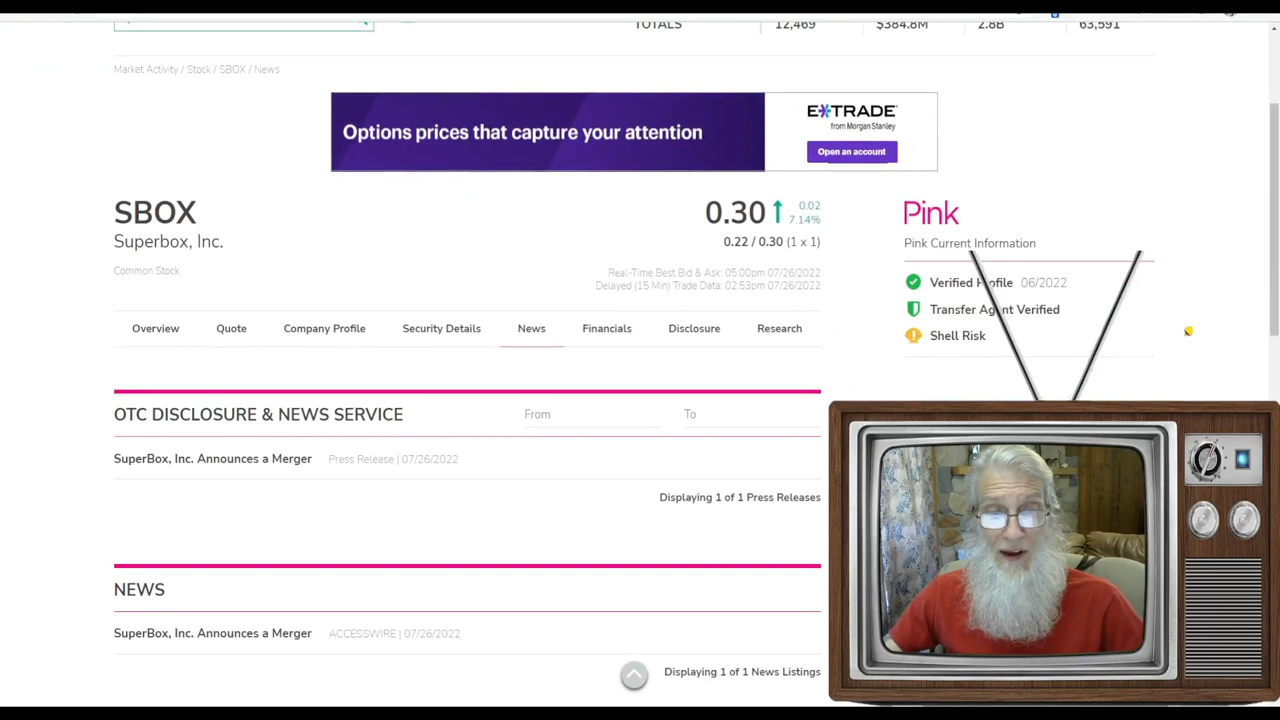 TOTALS 12,469 $384.8M 2.8B 63,591
Market Activity / Stock / SBOX / News
Options prices that capture your attention
E*TRADE
from Morgan Stanley
Open an account
SBOX
Superbox, Inc.
Common Stock
0.30 0.02
7.14%
0.22 / 0.30 (1 x 1)
Real-Time Best Bid & Ask: 05:00pm 07/26/2022
Delayed (15 Min) Trade Data: 02:53pm 07/26/2022
Pink
Pink Current Information
Verified Profile 06/2022
Transfer Agent Verified
Shell Risk
Overview Quote Company Profile Security Details News Financials Disclosure Research
OTC DISCLOSURE & NEWS SERVICE From To
SuperBox, Inc. Announces a Merger Press Release | 07/26/2022
Displaying 1 of 1 Press Releases
NEWS
SuperBox, Inc. Announces a Merger ACCESSWIRE | 07/26/2022
Displaying 1 of 1 News Listings